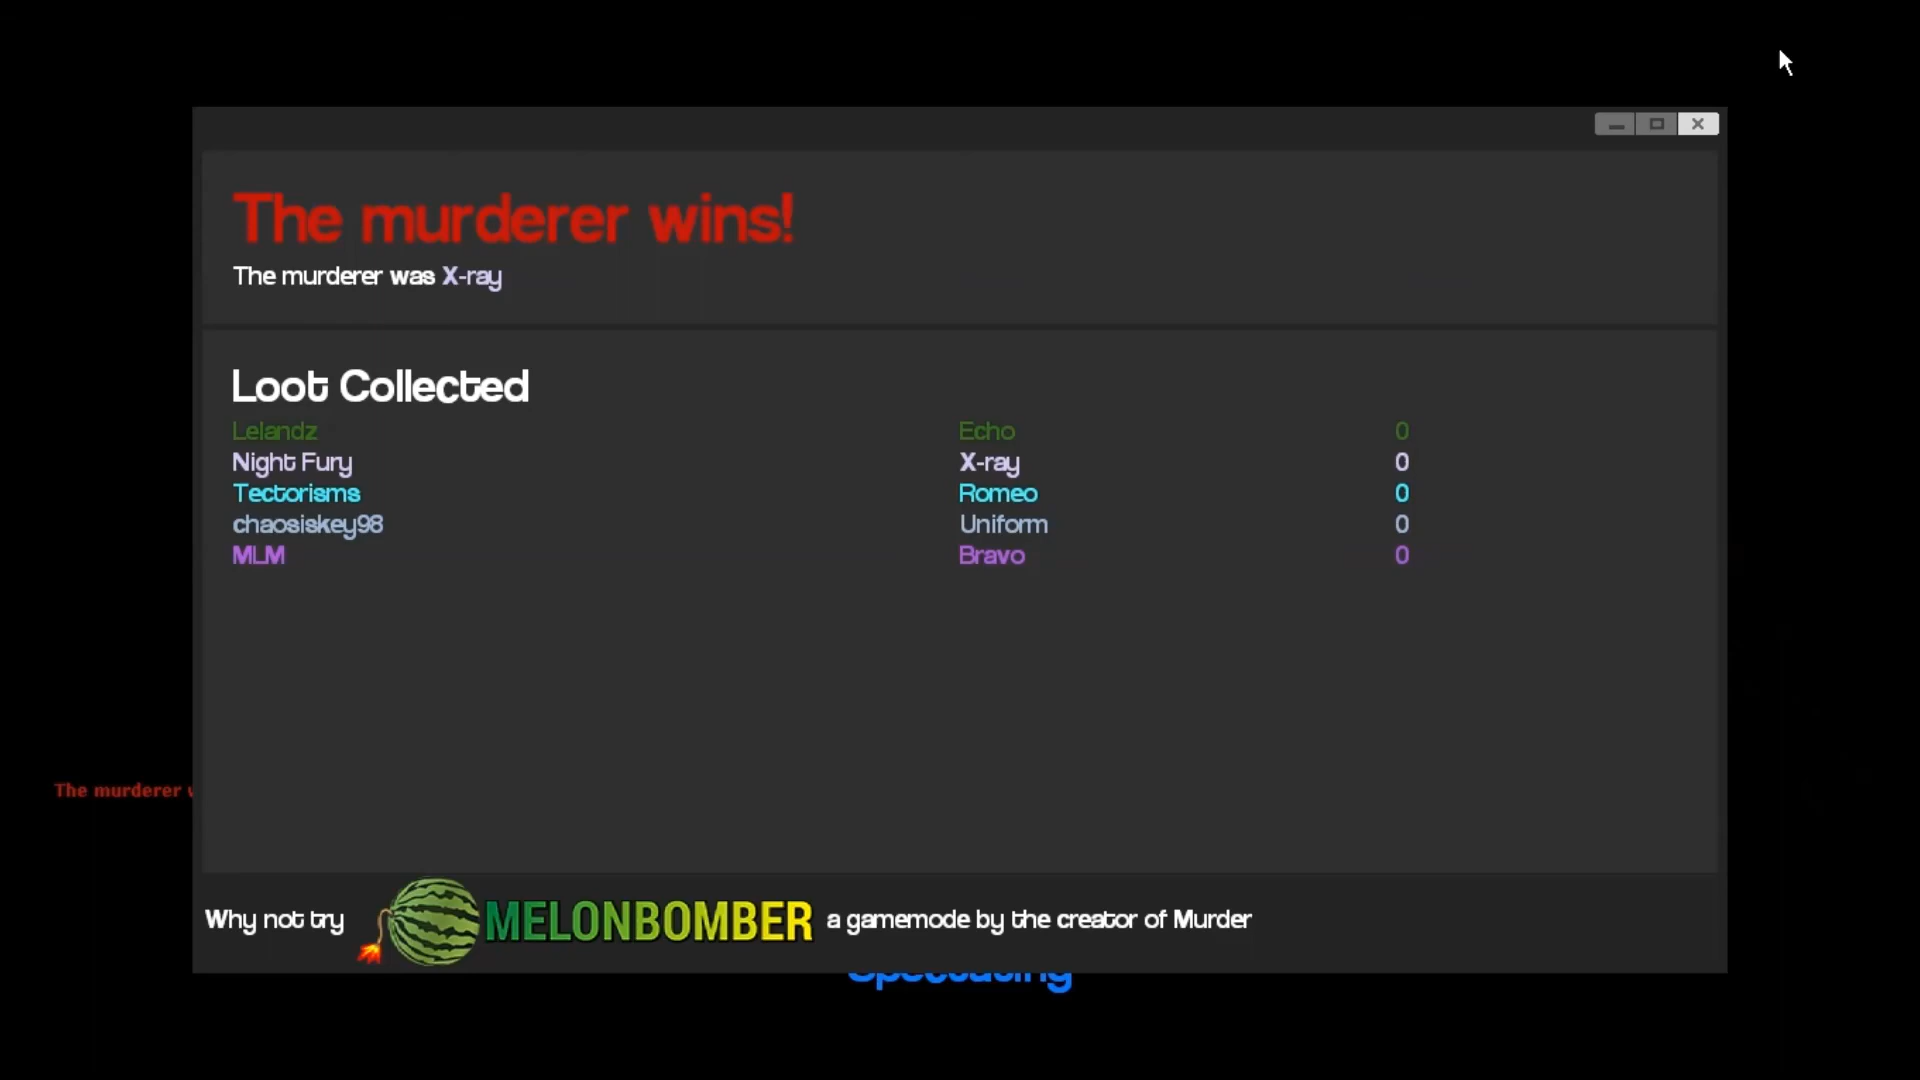 The murderer wins!
The murderer was X-ray
Loot Collected
Lelandz Echo 0
Night Fury X-ray 0
Tectorisms Romeo 0
chaosiskey98 Uniform 0
MLM Bravo 0
The murderer
Why not try MELONBOMBER a gamemode by the creator of Murder
Spectating